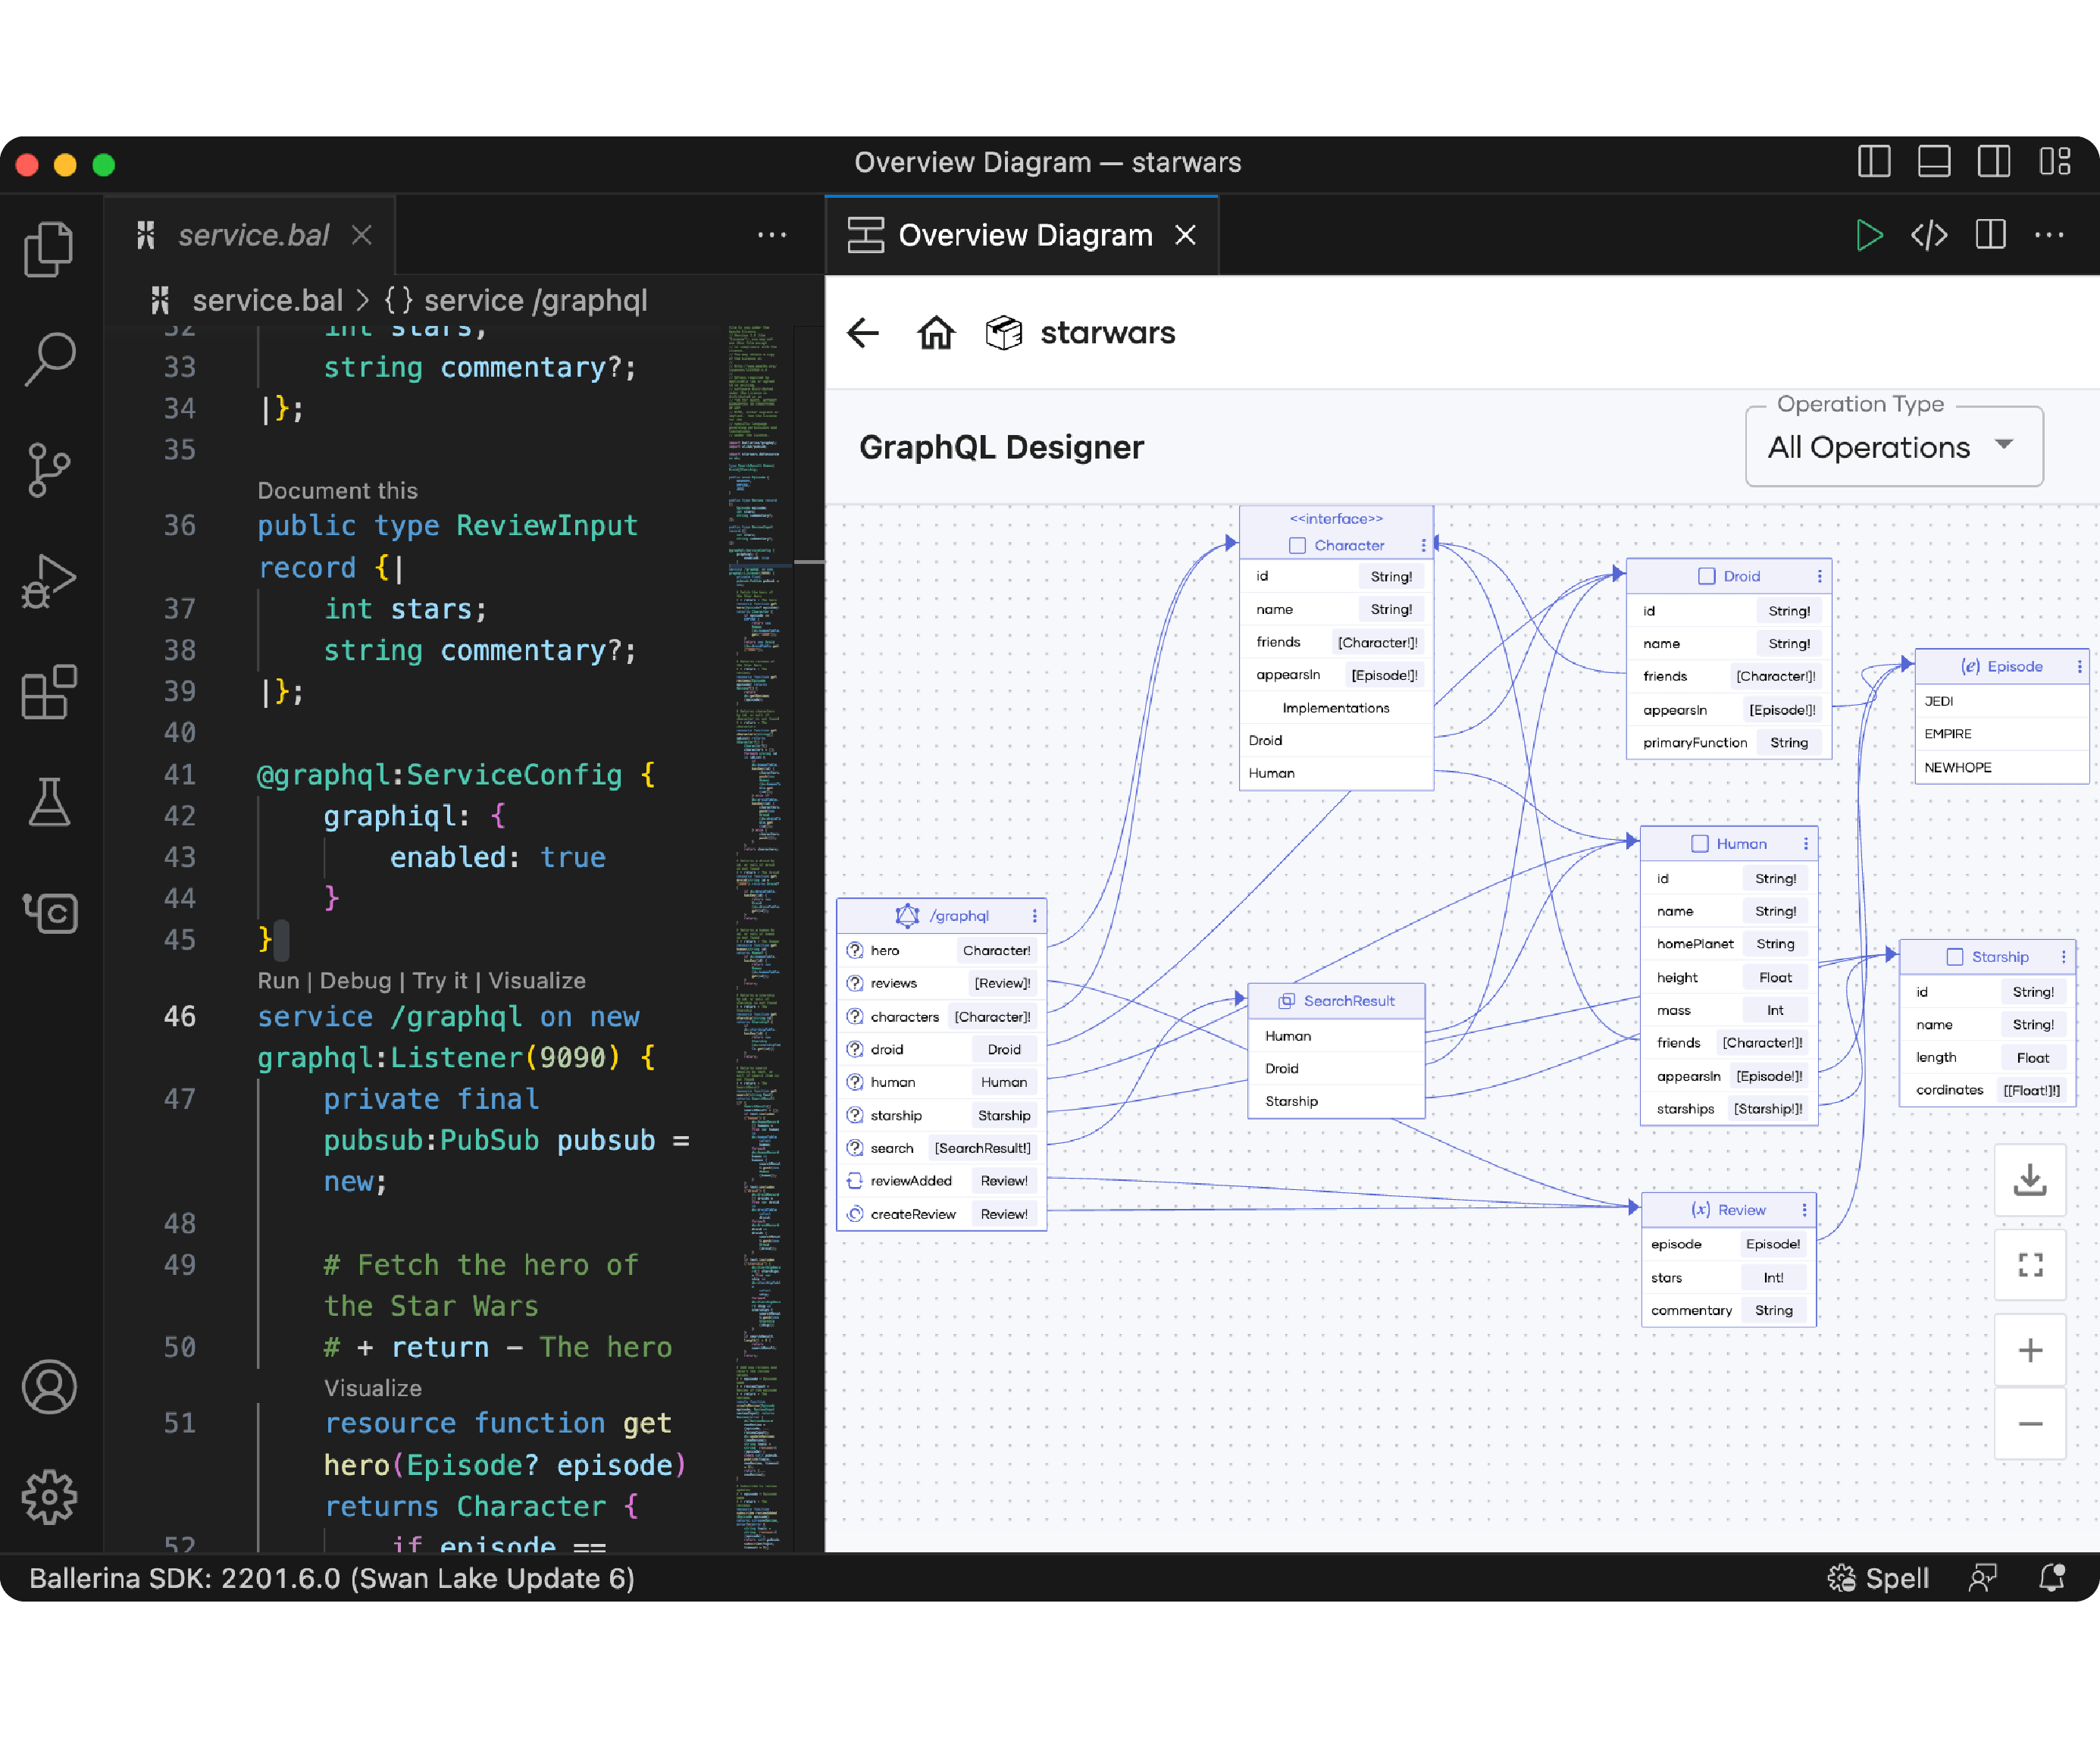 Overview Diagram — starwars
service.bal
Overview Diagram
service.bal > {} service /graphql
32 int stars;
33 string commentary?;
34 |};
35
Document this
36 public type ReviewInput
record {|
37 int stars;
38 string commentary?;
39 |};
40
41 @graphql:ServiceConfig {
42 graphiql: {
43 enabled: true
44 }
45 }
Run | Debug | Try it | Visualize
46 service /graphql on new
graphql:Listener(9090) {
47 private final
pubsub:PubSub pubsub =
new;
48
49 # Fetch the hero of
the Star Wars
50 # + return – The hero
Visualize
51 resource function get
hero(Episode? episode)
returns Character {
52 if episode ==
starwars
GraphQL Designer
Operation Type
All Operations
/graphql
hero Character!
reviews [Review]!
characters [Character]!
droid Droid
human Human
starship Starship
search [SearchResult!]
reviewAdded Review!
createReview Review!
<<interface>>
Character
id String!
name String!
friends [Character!]!
appearsIn [Episode!]!
Implementations
Droid
Human
SearchResult
Human
Droid
Starship
Droid
id String!
name String!
friends [Character!]!
appearsIn [Episode!]!
primaryFunction String
Human
id String!
name String!
homePlanet String
height Float
mass Int
friends [Character!]!
appearsIn [Episode!]!
starships [Starship!]!
Review
(x)
episode Episode!
stars Int!
commentary String
(e) Episode
JEDI
EMPIRE
NEWHOPE
Starship
id String!
name String!
length Float
cordinates [[Float!]!]
Ballerina SDK: 2201.6.0 (Swan Lake Update 6)
Spell